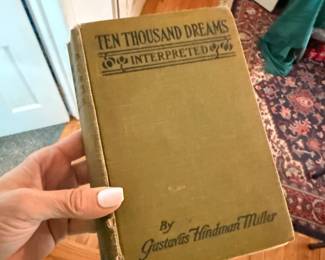 TEN THOUSAND DREAMS
INTERPRETED
By
Gustavus Hindman Miller